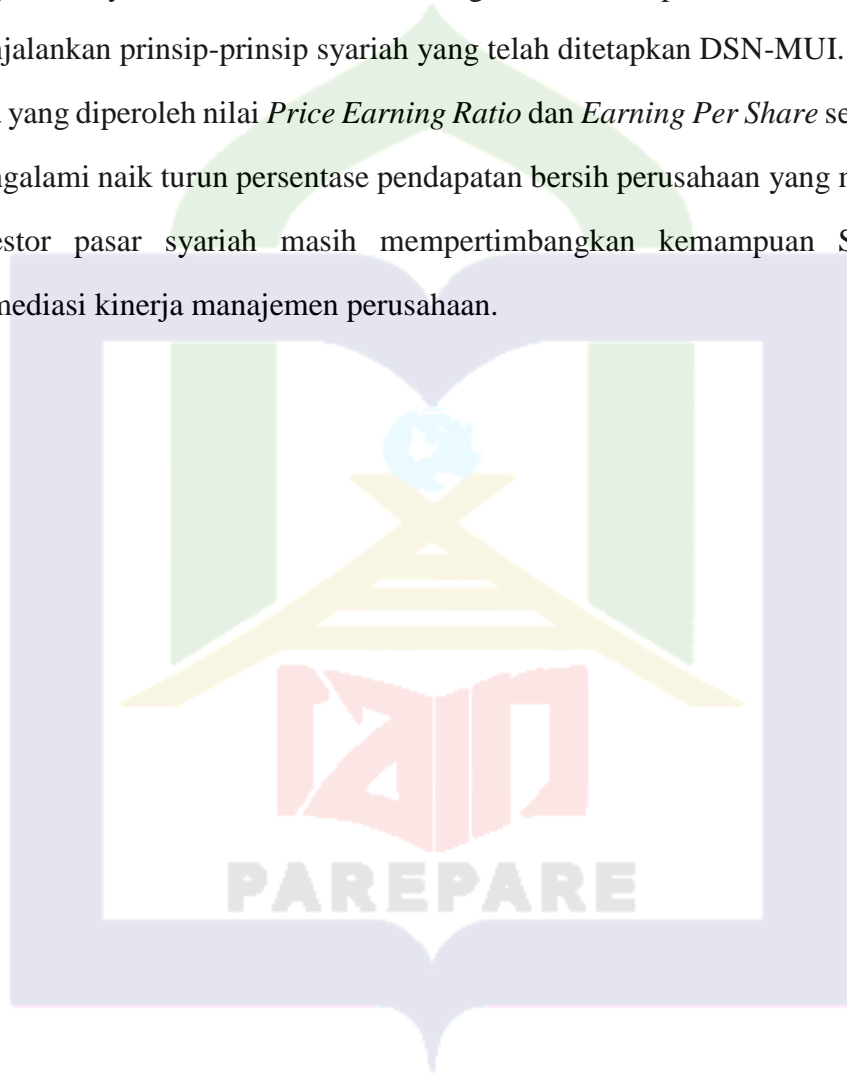 njalankan prinsip-prinsip syariah yang telah ditetapkan DSN-MUI.
yang diperoleh nilai Price Earning Ratio dan Earning Per Share se
ngalami naik turun persentase pendapatan bersih perusahaan yang
estor pasar syariah masih mempertimbangkan kemampuan S
mediasi kinerja manajemen perusahaan.
iain
PAREPARE